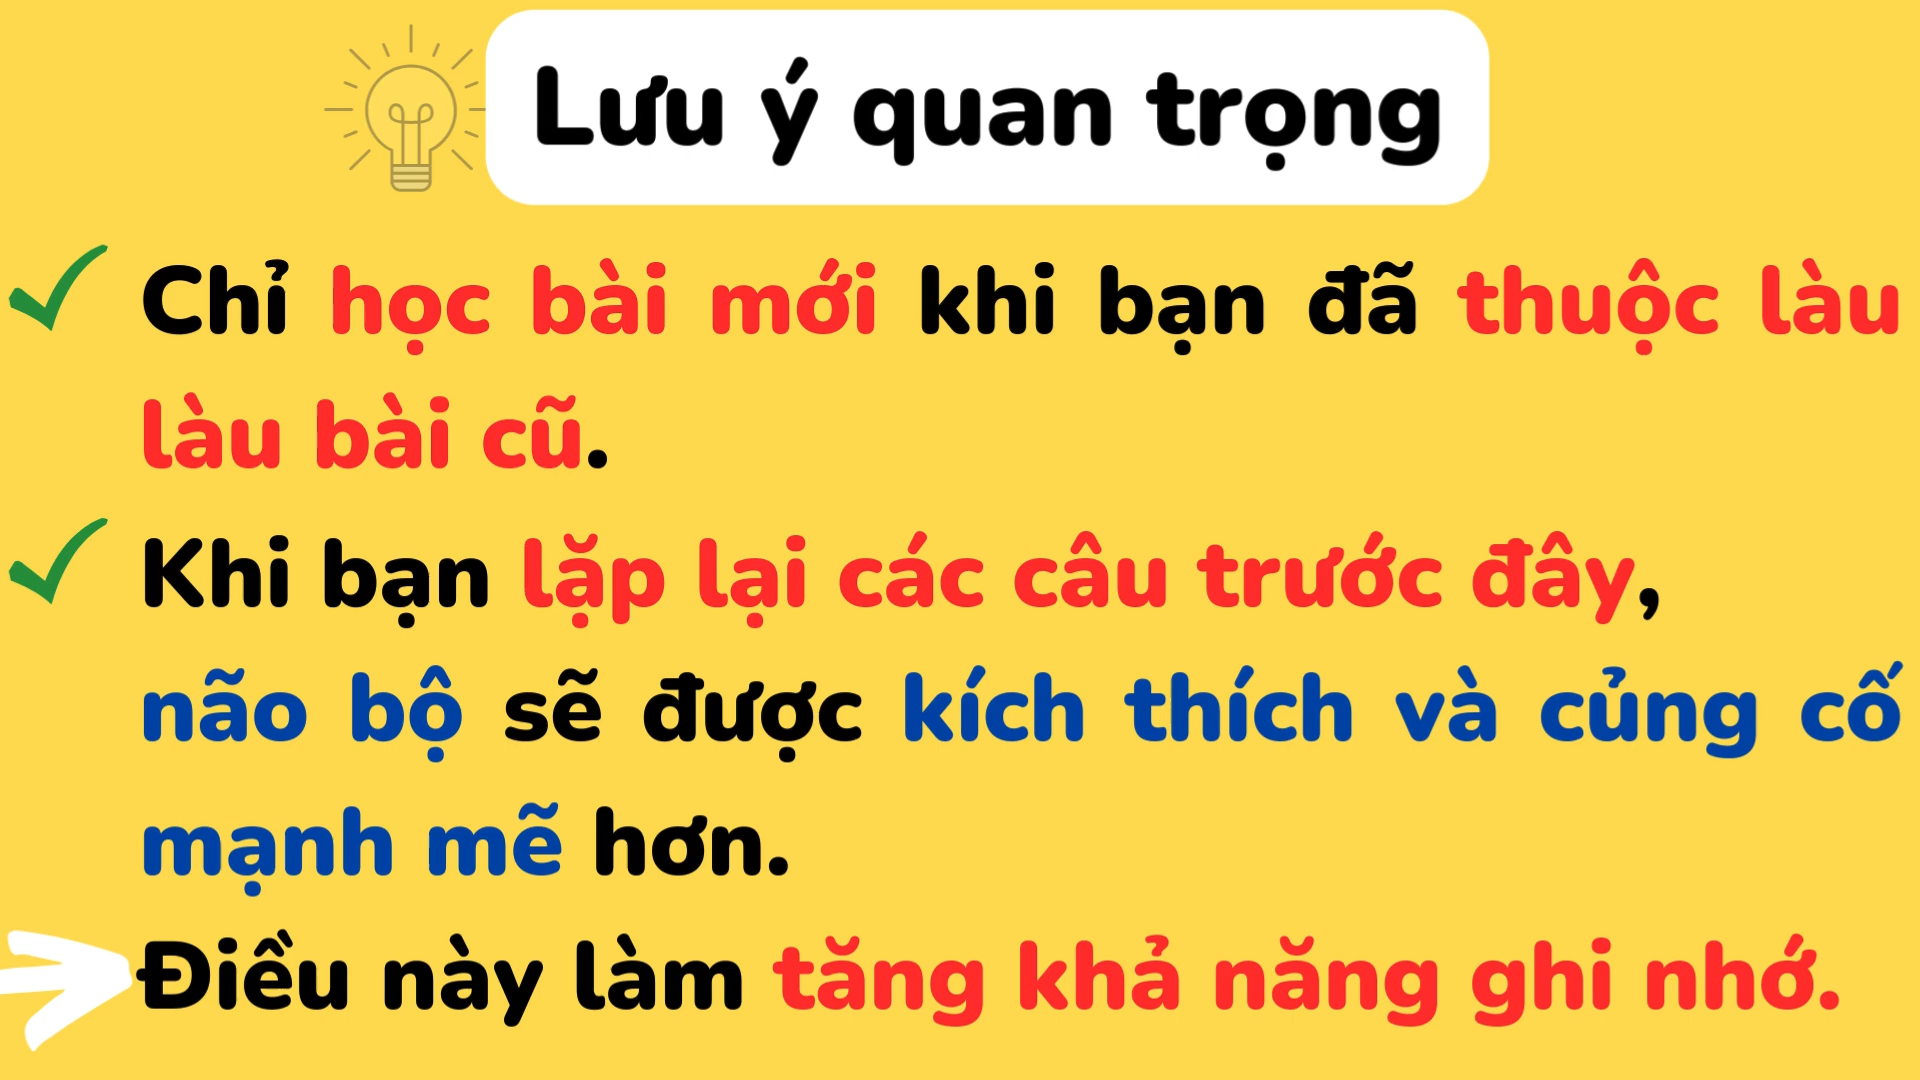 Lưu ý quan trọng
Chỉ học bài mới khi bạn đã thuộc làu
làu bài cũ.
Khi bạn lặp lại các câu trước đây,
não bộ sẽ được kích thích và củng cố
mạnh mẽ hơn.
Điều này làm tăng khả năng ghi nhớ.